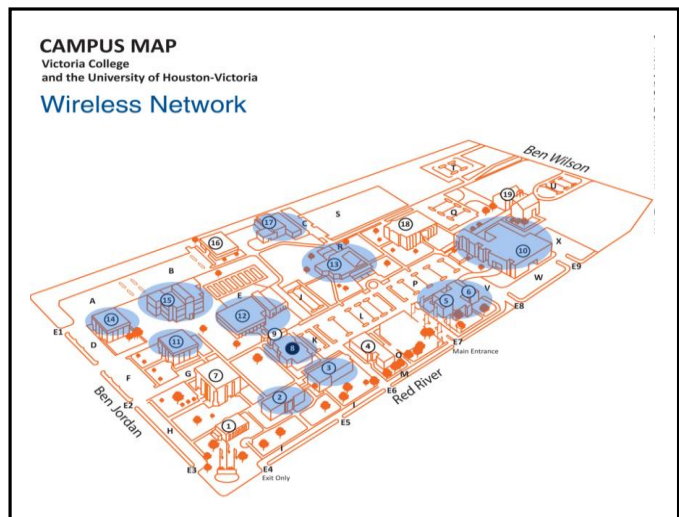 CAMPUS MAP
Victoria College
and the University of Houston-Victoria
Wireless Network
Ben Wilson
T
19
U
17
C
S
Q
18
16
R
10
X
13
B
W
E9
E
J
P
6
V
A
15
5
E8
L
14
12
E7
Main Entrance
E1
9
K
4
D
11
8
O
M
Red River
3
G
7
E6
F
2
I
E2
E5
Ben Jordan
H
1
I
E3
E4
Exit Only